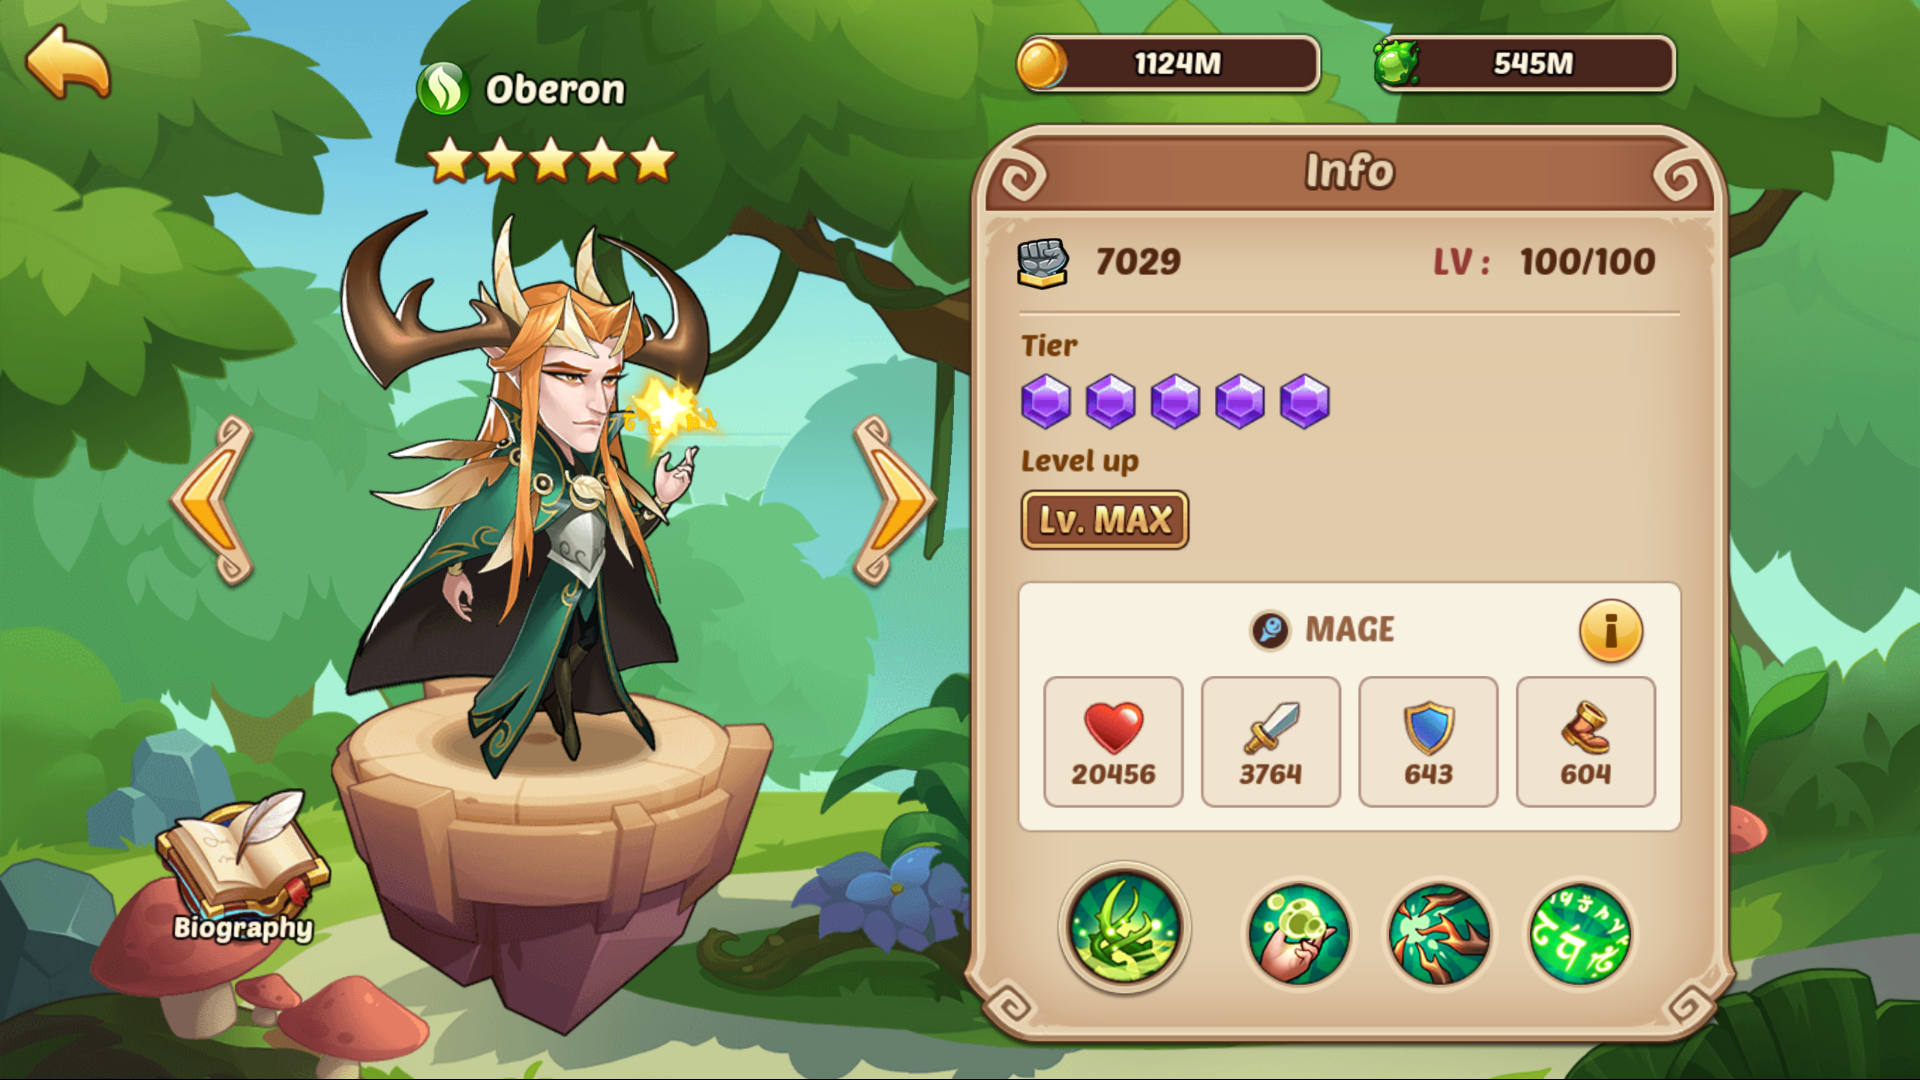 Oberon
1124M
545M
Info
7029
LV : 100/100
Tier
Level up
Lv. MAX
MAGE
20456
3764
643
604
Biography